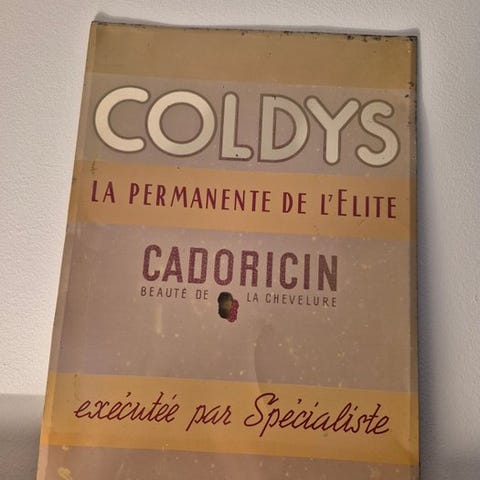 COLDYS
LA PERMANENTE DE L'ELITE
CADORICIN
BEAUTÉ DE LA CHEVELURE
exécutée par Spécialiste